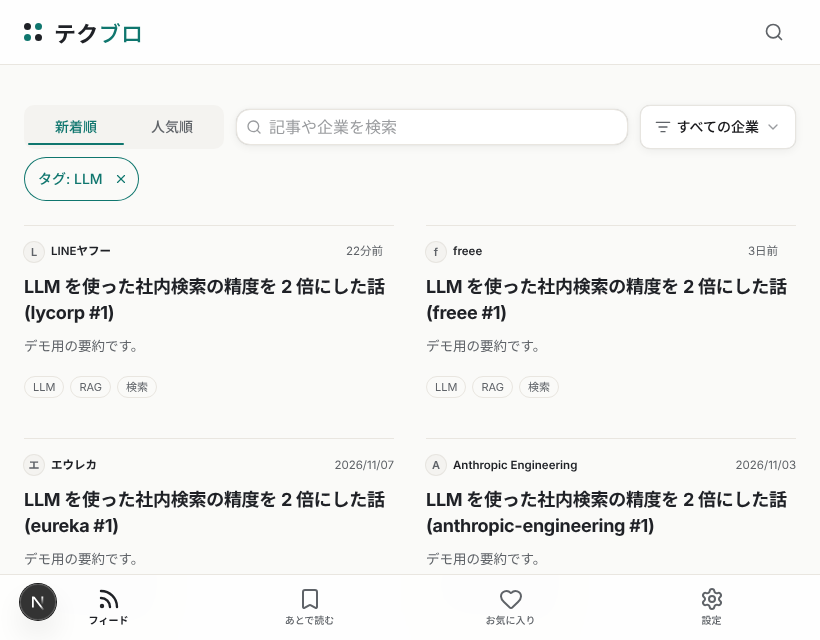 テクブロ
新着順
人気順
記事や企業を検索
すべての企業
タグ: LLM ×
L LINEヤフー 22分前
LLM を使った社内検索の精度を 2 倍にした話
(lycorp #1)
デモ用の要約です。
LLM RAG 検索
f freee 3日前
LLM を使った社内検索の精度を 2 倍にした話
(freee #1)
デモ用の要約です。
LLM RAG 検索
エ エウレカ 2026/11/07
LLM を使った社内検索の精度を 2 倍にした話
(eureka #1)
デモ用の要約です。
A Anthropic Engineering 2026/11/03
LLM を使った社内検索の精度を 2 倍にした話
(anthropic-engineering #1)
デモ用の要約です。
N
フィード
あとで読む
お気に入り
設定